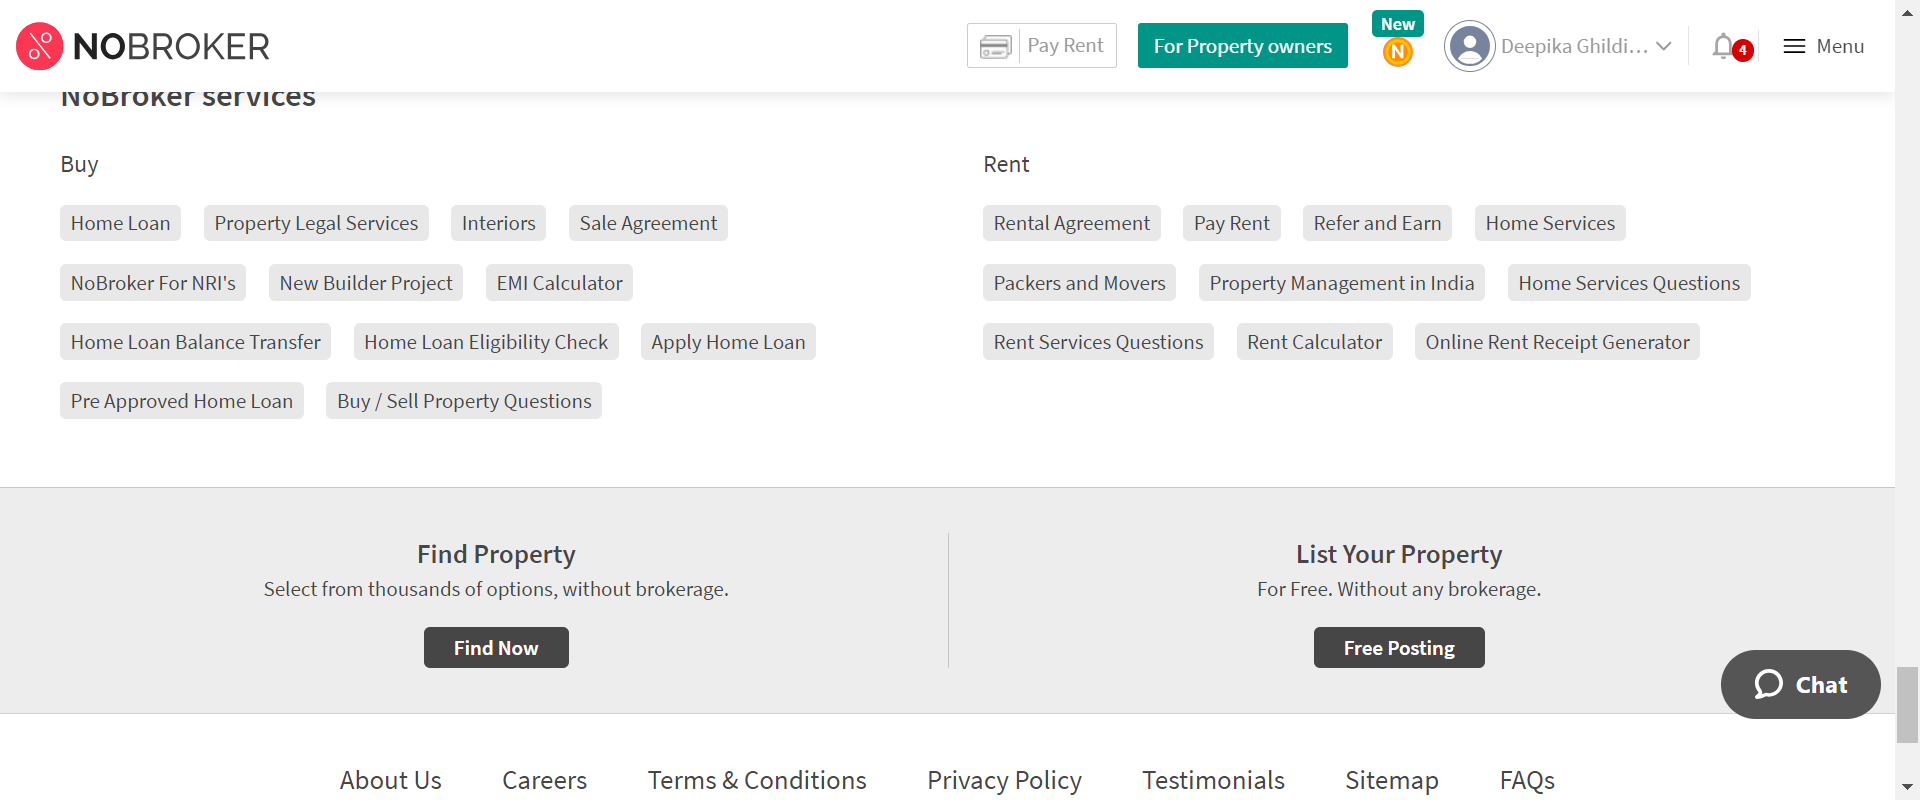 NOBROKER
Pay Rent
For Property owners
New
N
Deepika Ghildi...
4
Menu
NoBroker services
Buy
Home Loan Property Legal Services Interiors Sale Agreement
NoBroker For NRI's New Builder Project EMI Calculator
Home Loan Balance Transfer Home Loan Eligibility Check Apply Home Loan
Pre Approved Home Loan Buy / Sell Property Questions
Rent
Rental Agreement Pay Rent Refer and Earn Home Services
Packers and Movers Property Management in India Home Services Questions
Rent Services Questions Rent Calculator Online Rent Receipt Generator
Find Property
Select from thousands of options, without brokerage.
Find Now
List Your Property
For Free. Without any brokerage.
Free Posting
Chat
About Us Careers Terms & Conditions Privacy Policy Testimonials Sitemap FAQs